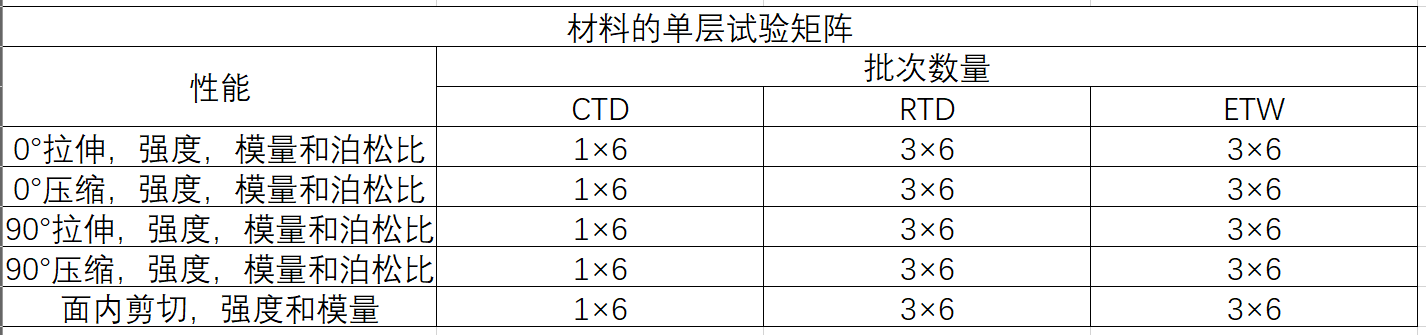 材料的单层试验矩阵
性能
批次数量
CTD RTD ETW
0°拉伸，强度，模量和泊松比 1×6 3×6 3×6
0°压缩，强度，模量和泊松比 1×6 3×6 3×6
90°拉伸，强度，模量和泊松比 1×6 3×6 3×6
90°压缩，强度，模量和泊松比 1×6 3×6 3×6
面内剪切，强度和模量 1×6 3×6 3×6